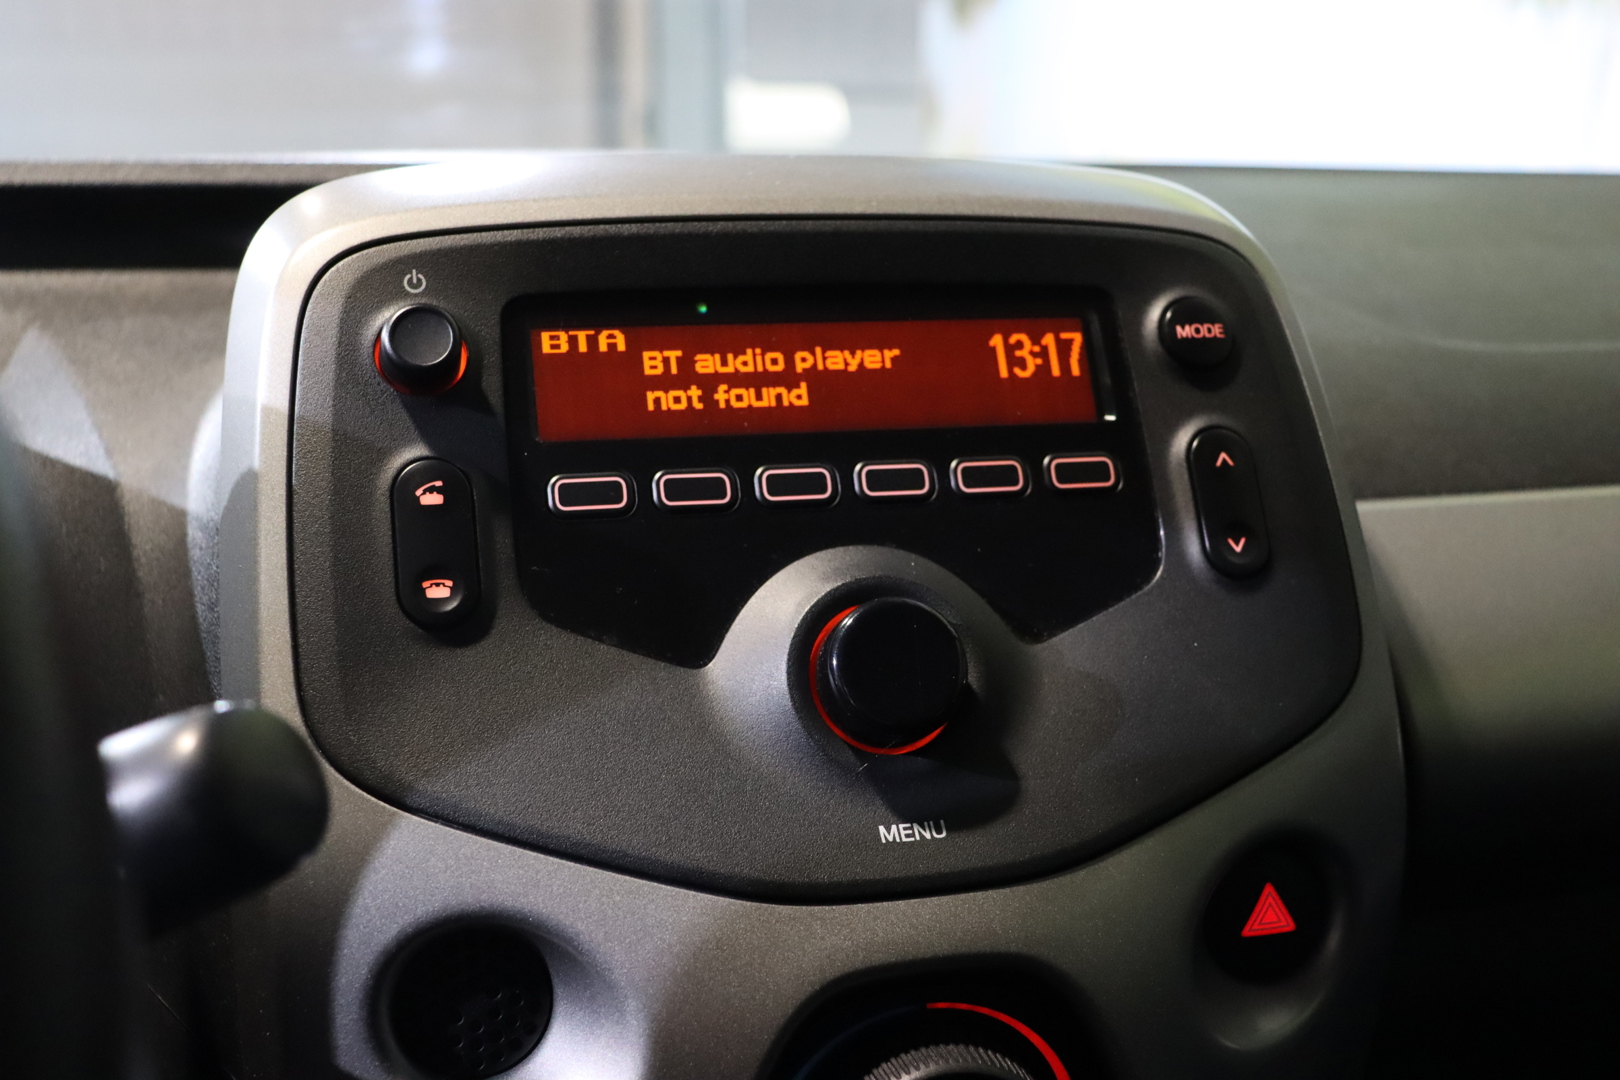 BTA
BT audio player
not found
13:17
MODE
MENU